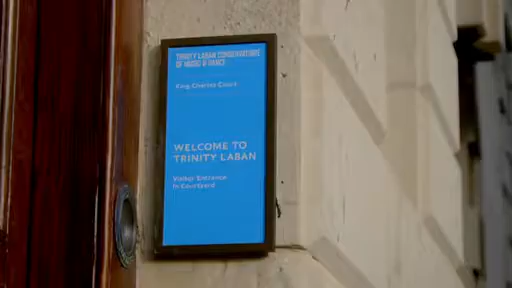 TRINITY LABAN CONSERVATOIRE
OF MUSIC & DANCE
King Charles Court
WELCOME TO
TRINITY LABAN
Visitor Entrance
in Courtyard